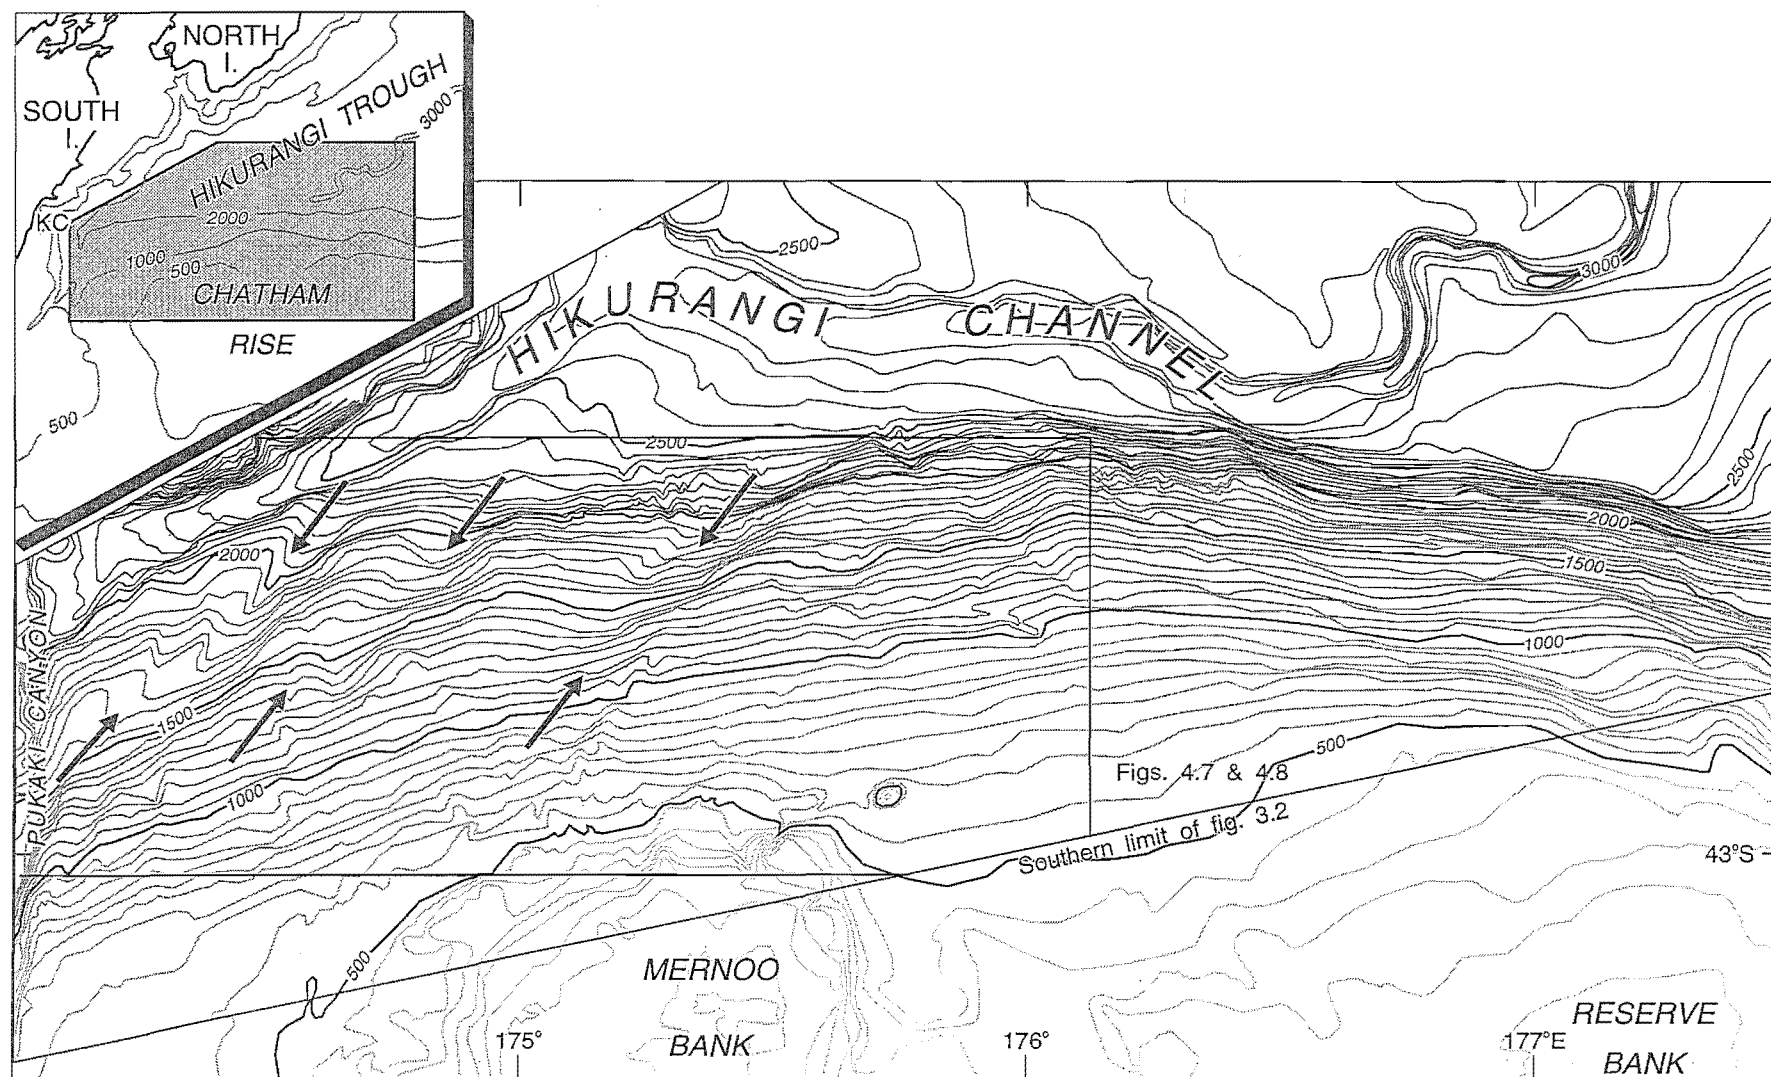 NORTH
I.
SOUTH
I.
HIKURANGI TROUGH
3000
KC
2000
1000
500
CHATHAM
RISE
500
2500
3000
HIKURANGI CHANNEL
2500
2500
2000
2000
1500
PUKAKI CANYON
1000
1500
500
1000
Figs. 4.7 & 4.8
Southern limit of fig. 3.2
43°S
500
MERNOO
BANK
RESERVE
BANK
175°
176°
177°E